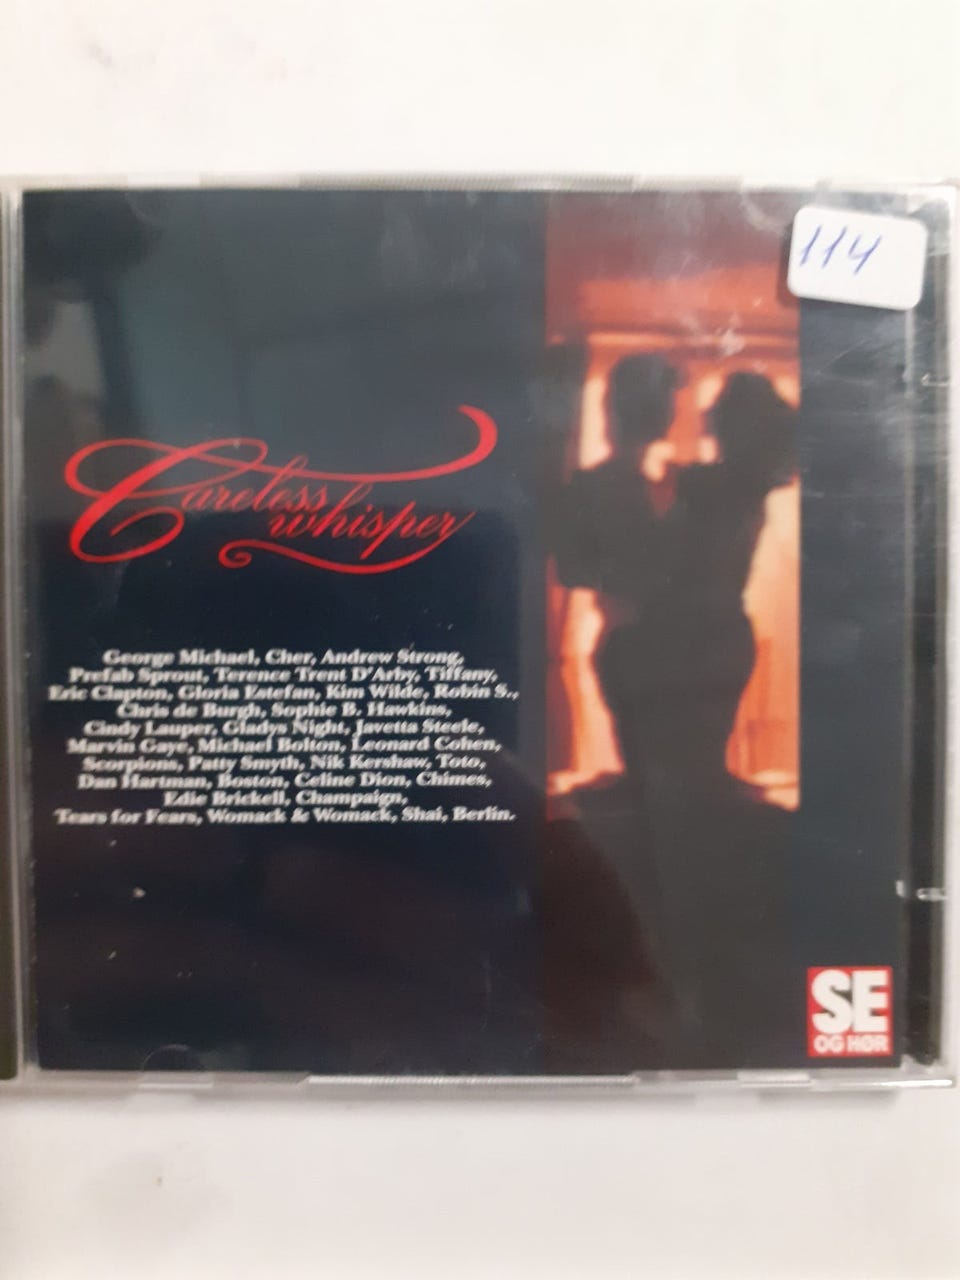 114
Careless
whisper
George Michael, Cher, Andrew Strong,
Prefab Sprout, Terence Trent D'Arby, Tiffany,
Eric Clapton, Gloria Estefan, Kim Wilde, Robin S.,
Chris de Burgh, Sophie B. Hawkins,
Cindy Lauper, Gladys Night, Javetta Steele,
Marvin Gaye, Michael Bolton, Leonard Cohen,
Scorpions, Patty Smyth, Nik Kershaw, Toto,
Dan Hartman, Boston, Celine Dion, Chimes,
Edie Brickell, Champaign,
Tears for Fears, Womack & Womack, Shai, Berlin.
SE
OG HØR